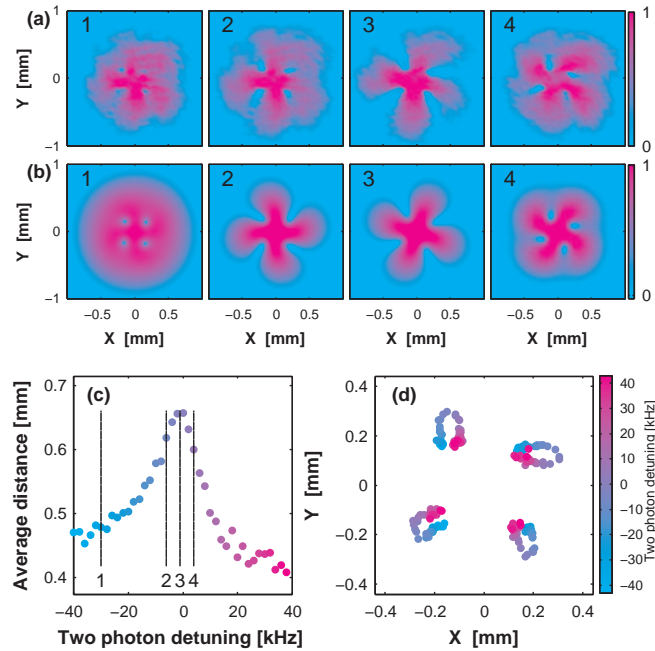 (a)
1
2
3
4
1
0
−1
Y [mm]
1
0
(b)
1
2
3
4
1
0
−1
Y [mm]
1
0
−0.5 0 0.5
−0.5 0 0.5
−0.5 0 0.5
−0.5 0 0.5
X [mm]
X [mm]
X [mm]
X [mm]
(c)
0.7
0.6
0.5
0.4
Average distance [mm]
1 2 3 4
−40 −20 0 20 40
Two photon detuning [kHz]
(d)
0.4
0.2
0
−0.2
−0.4
Y [mm]
−0.4 −0.2 0 0.2 0.4
X [mm]
40
30
20
10
0
−10
−20
−30
−40
Two photon detuning [kHz]